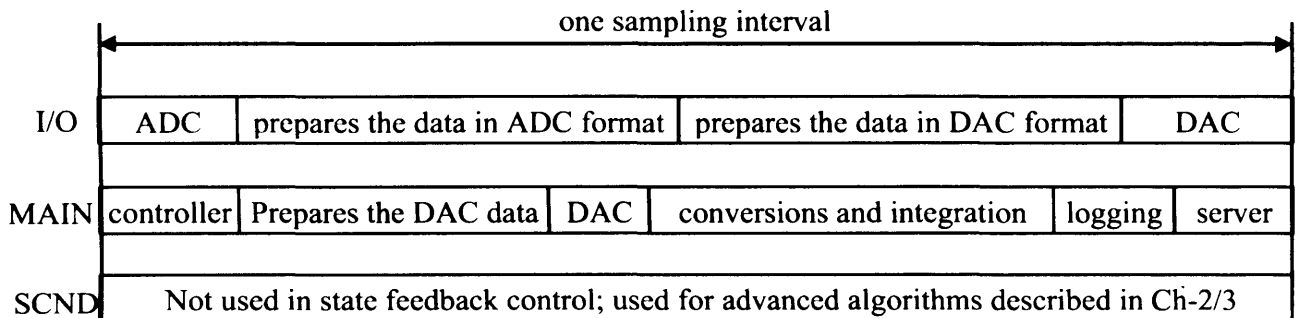 one sampling interval
I/O ADC prepares the data in ADC format prepares the data in DAC format DAC
MAIN controller Prepares the DAC data DAC conversions and integration logging server
SCND Not used in state feedback control; used for advanced algorithms described in Ch-2/3